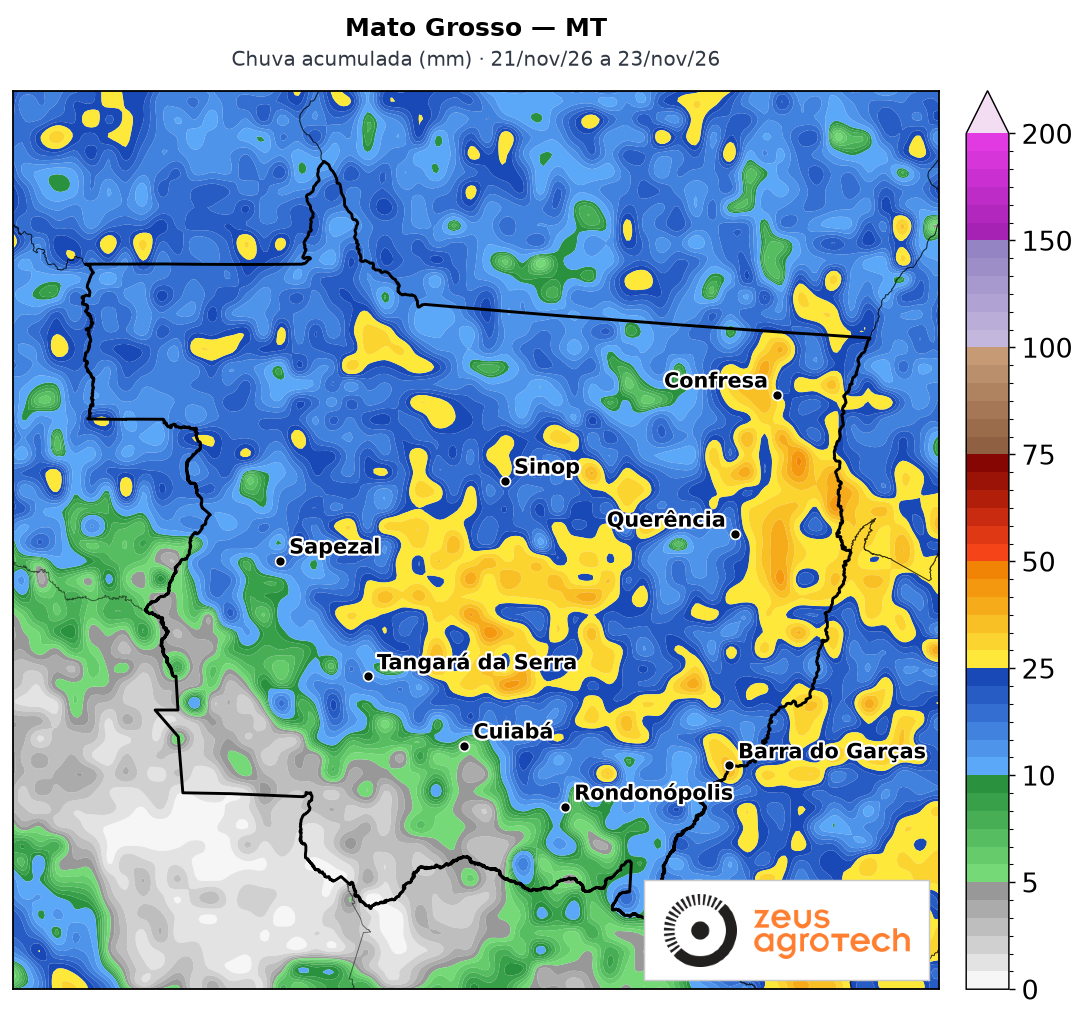 Mato Grosso — MT
Chuva acumulada (mm) · 21/nov/26 a 23/nov/26
200
150
100
75
50
25
10
5
0
Confresa
Sinop
Querência
Sapezal
Tangará da Serra
Cuiabá
Barra do Garças
Rondonópolis
zeus
agrotech